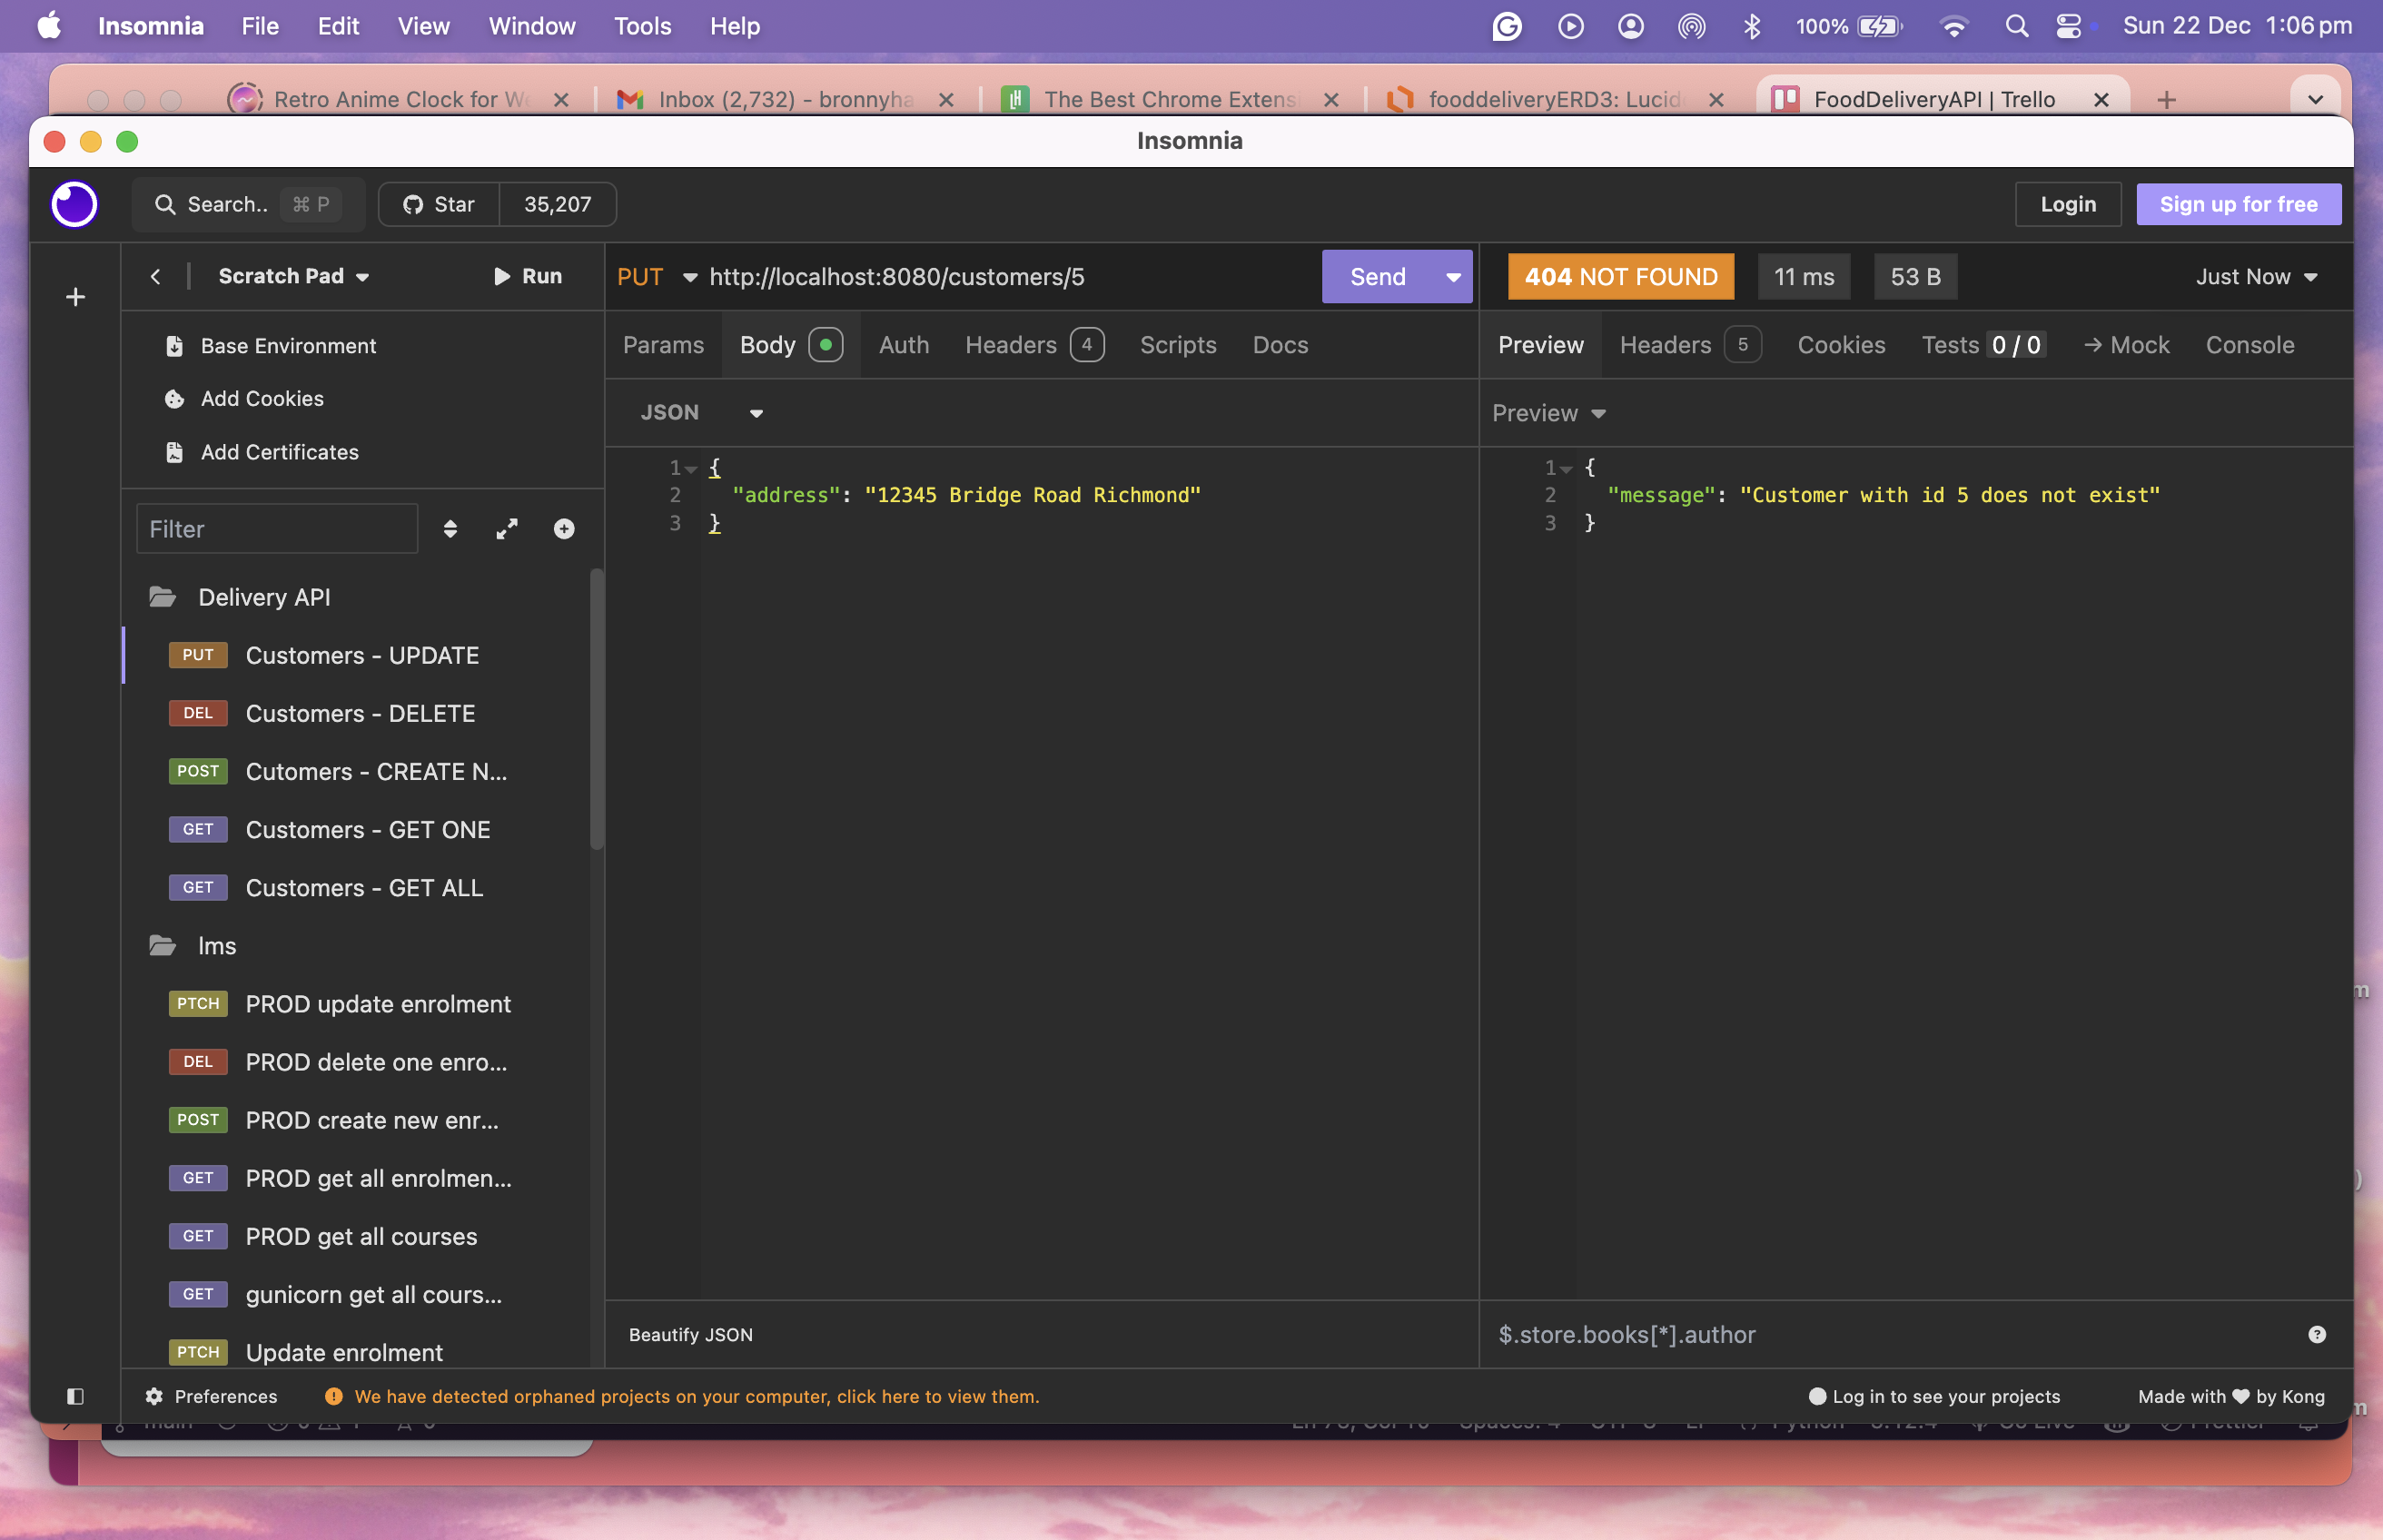 Insomnia File Edit View Window Tools Help 100% Sun 22 Dec 1:06 pm
Retro Anime Clock for We Inbox (2,732) - bronnyha The Best Chrome Extensi fooddeliveryERD3: Lucid FoodDeliveryAPI | Trello
Insomnia
Search.. ⌘ P Star 35,207 Login Sign up for free
Scratch Pad Run PUT http://localhost:8080/customers/5 Send 404 NOT FOUND 11 ms 53 B Just Now
Base Environment Params Body Auth Headers 4 Scripts Docs Preview Headers 5 Cookies Tests 0 / 0 → Mock Console
Add Cookies JSON Preview
Add Certificates
1 { 1 {
2 "address": "12345 Bridge Road Richmond" 2 "message": "Customer with id 5 does not exist"
3 } 3 }
Filter
Delivery API
PUT Customers - UPDATE
DEL Customers - DELETE
POST Cutomers - CREATE N...
GET Customers - GET ONE
GET Customers - GET ALL
lms
PTCH PROD update enrolment
DEL PROD delete one enro...
POST PROD create new enr...
GET PROD get all enrolmen...
GET PROD get all courses
GET gunicorn get all cours...
PTCH Update enrolment
Beautify JSON $.store.books[*].author
Preferences We have detected orphaned projects on your computer, click here to view them. Log in to see your projects Made with ♥ by Kong